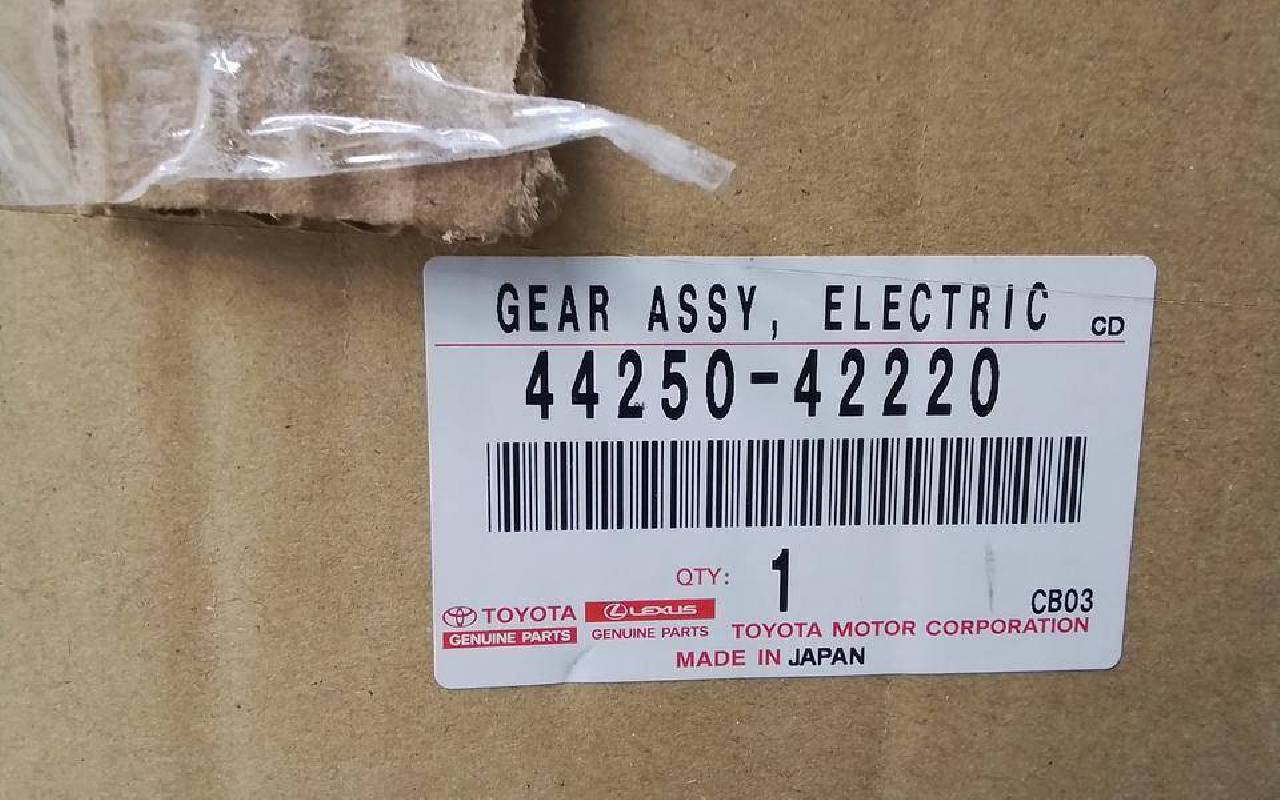 GEAR ASSY, ELECTRIC CD
44250-42220
QTY: 1
CB03
TOYOTA LEXUS
GENUINE PARTS GENUINE PARTS TOYOTA MOTOR CORPORATION
MADE IN JAPAN